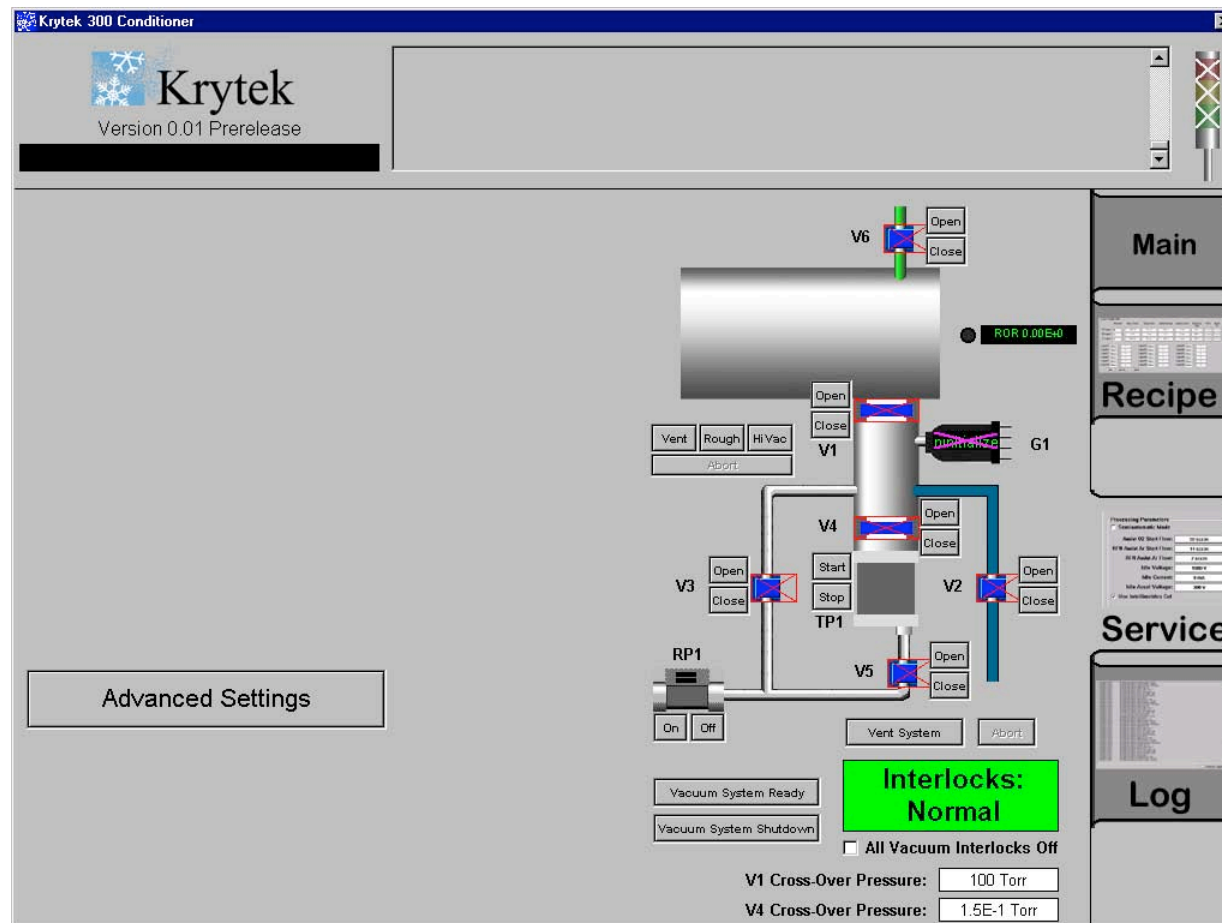 Krytek 300 Conditioner
Krytek
Version 0.01 Prerelease
V6
Open
Close
ROR 0.00E+0
Main
Recipe
Open
Close
V1
Vent Rough HiVac
Abort
G1
V4
Open
Close
Processing Parameters
V3
Open
Close
Start
Stop
TP1
V2
Open
Close
Service
RP1
On Off
V5
Open
Close
Advanced Settings
Vent System Abort
Vacuum System Ready
Vacuum System Shutdown
Interlocks:
Normal
All Vacuum Interlocks Off
Log
V1 Cross-Over Pressure: 100 Torr
V4 Cross-Over Pressure: 1.5E-1 Torr